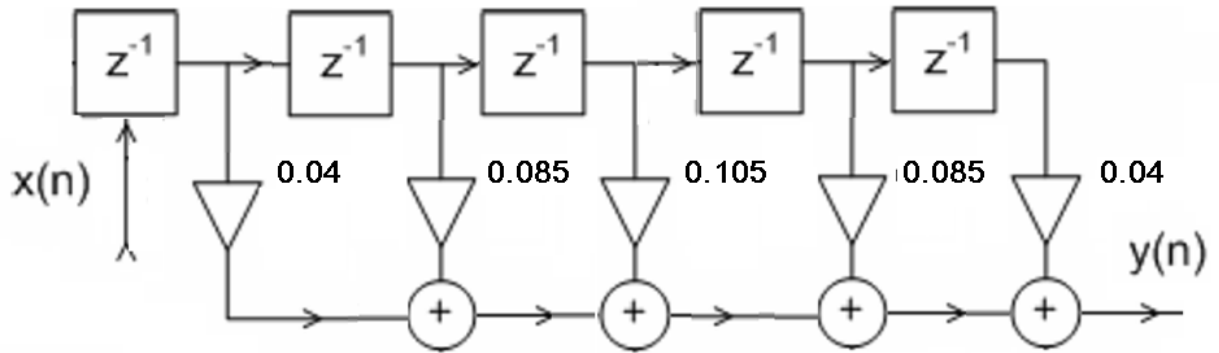 z⁻¹ z⁻¹ z⁻¹ z⁻¹ z⁻¹
x(n) 0.04 0.085 0.105 0.085 0.04
y(n)
+ + + +